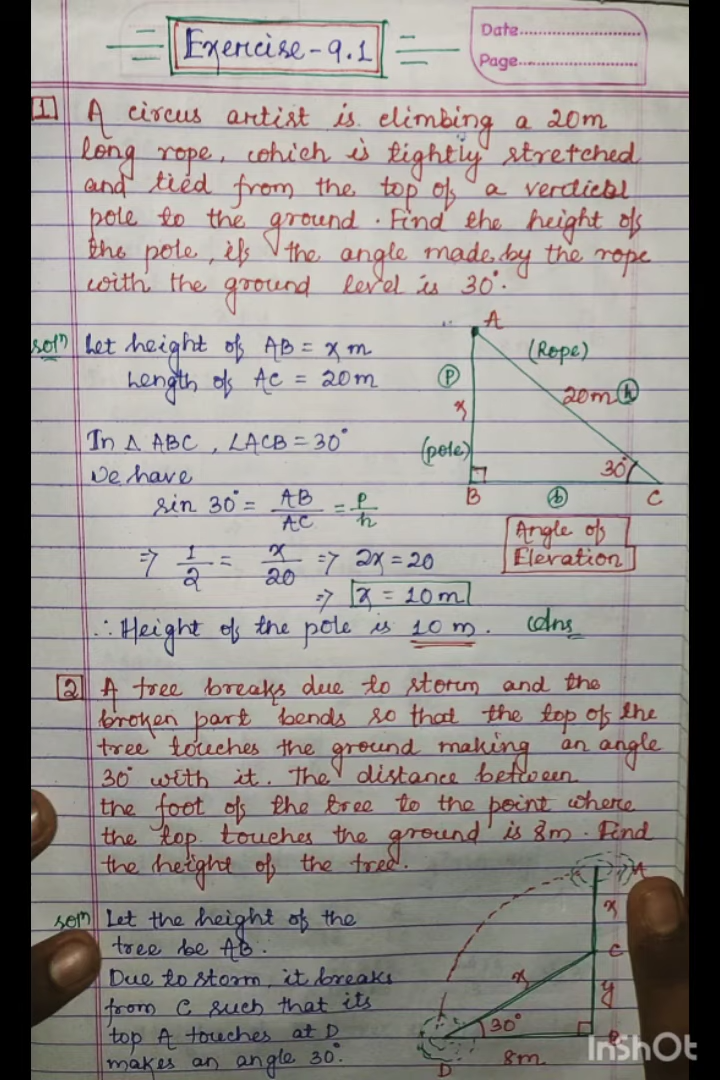 Exercise-9.1
Date
Page
1 A circus artist is climbing a 20m
long rope, which is tightly stretched
and tied from the top of a
pole to the ground. Find the height of
the pole, if the angle made by the rope
with the ground level is 30°.
Soln Let height of AB = x m
Length of AC = 20m
In △ ABC, ∠ACB = 30°
We have
sin 30° = AB/AC = P/h
⇒ 1/2 = x/20 ⇒ 2x = 20
⇒ x = 10 m
∴ Height of the pole is 10 m. Ans
A
(Rope)
P
20m h
x
(pole)
30°
B b C
Angle of
Elevation
2 A tree breaks due to storm and the
broken part bends so that the top of the
tree touches the ground making an angle
30° with it. The distance between
the foot of the tree to the point where
the top touches the ground is 8m. Find
the height of the tree.
Soln Let the height of the
tree be AB.
Due to storm, it breaks
from C such that its
top A touches at D
makes an angle 30°.
A
x
C
x
y
30°
B
D
8m
InShOt